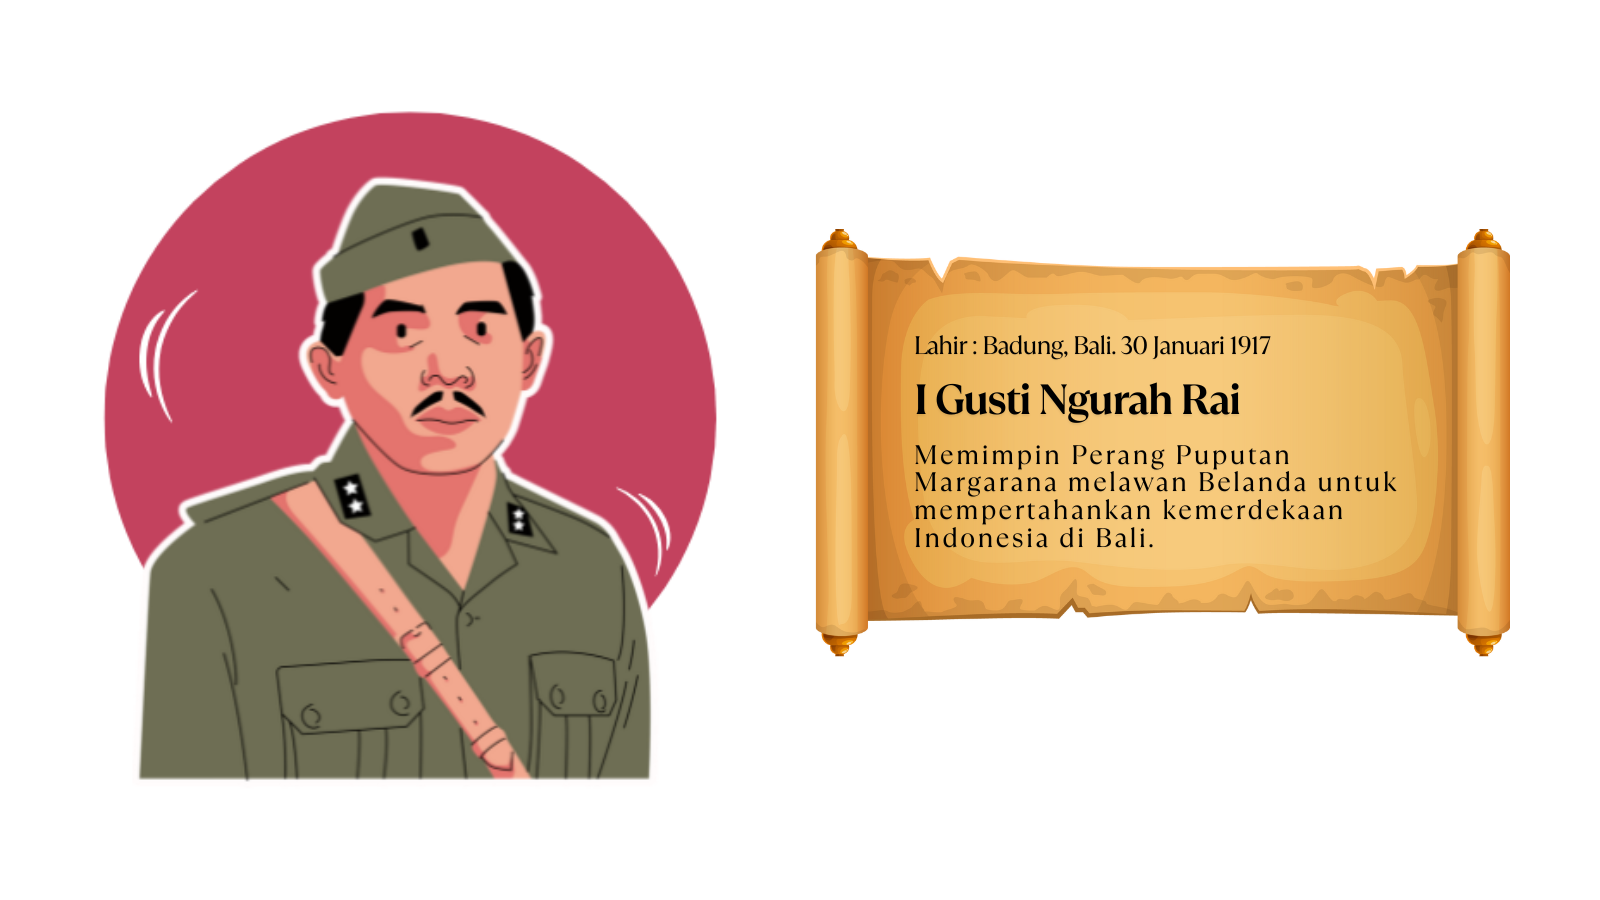 Lahir : Badung, Bali. 30 Januari 1917
I Gusti Ngurah Rai
Memimpin Perang Puputan
Margarana melawan Belanda untuk
mempertahankan kemerdekaan
Indonesia di Bali.